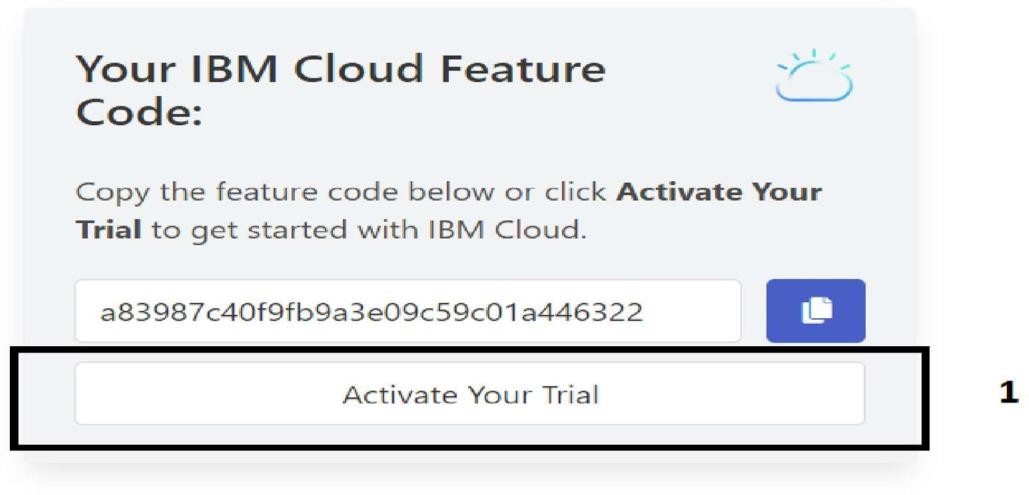 Your IBM Cloud Feature
Code:
Copy the feature code below or click Activate Your
Trial to get started with IBM Cloud.
a83987c40f9fb9a3e09c59c01a446322
Activate Your Trial
1